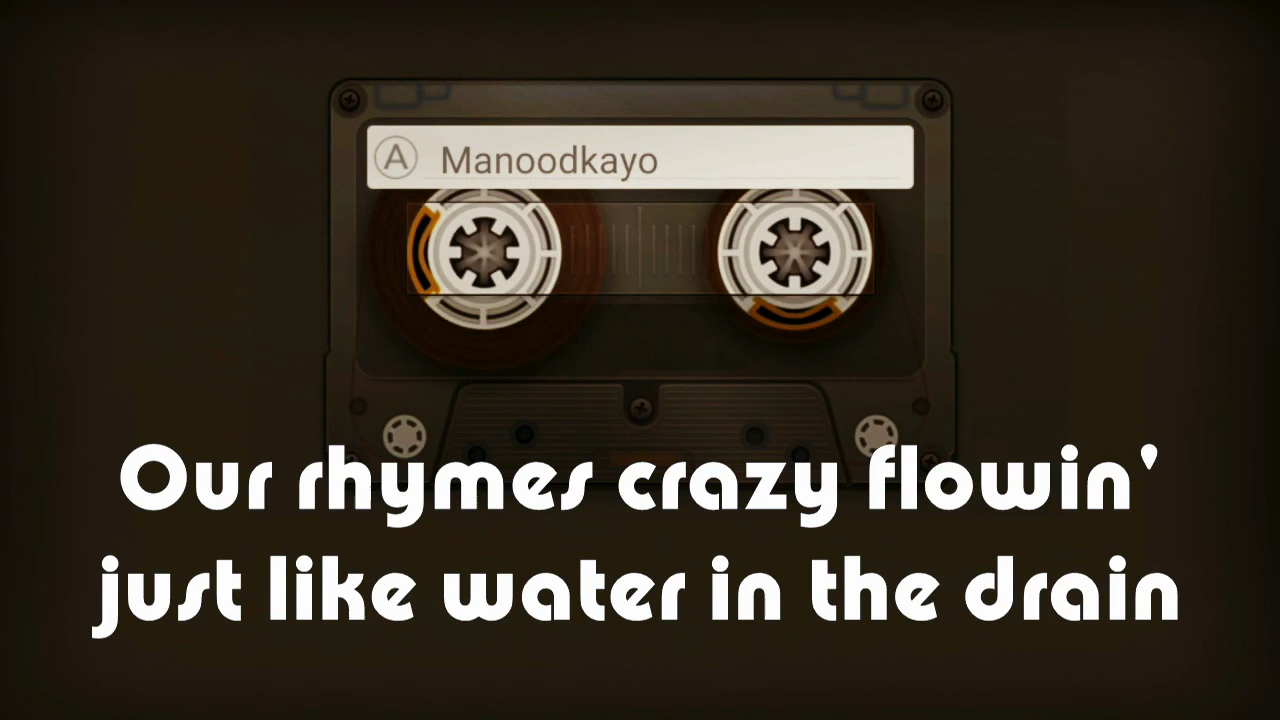 A Manoodkayo
Our rhymes crazy flowin'
just like water in the drain